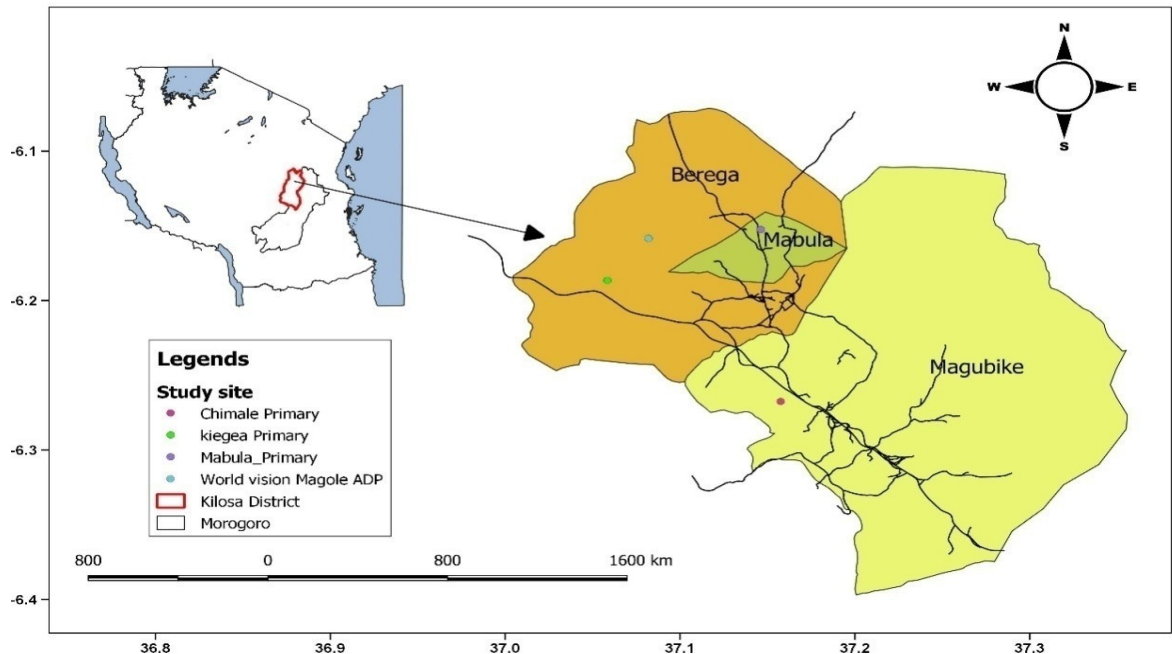 N
W E
S
-6.1
-6.2
-6.3
-6.4
Berega
Mabula
Magubike
Legends
Study site
Chimale Primary
kiegea Primary
Mabula_Primary
World vision Magole ADP
Kilosa District
Morogoro
800 0 800 1600 km
36.8 36.9 37.0 37.1 37.2 37.3